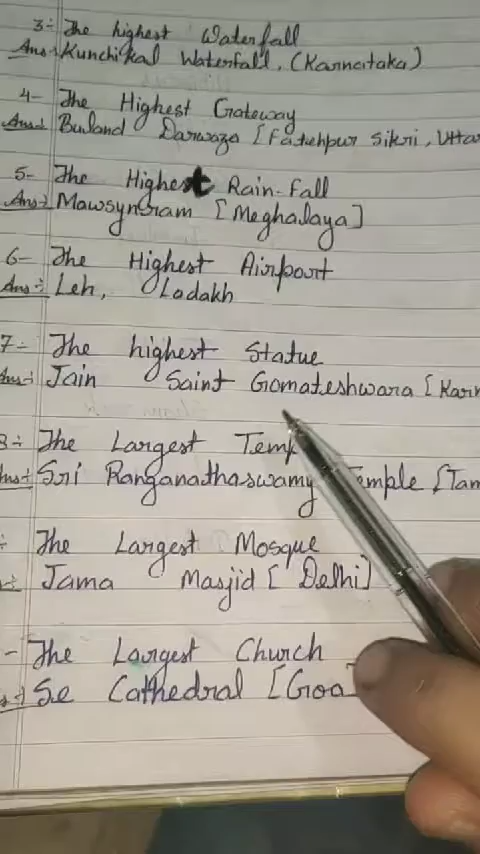 3÷ The highest Waterfall
Ans÷ Kunchikal Waterfall, (Karnataka)
4- The Highest Gateway
Ans÷ Buland Darwaza [Fatehpur Sikri, Uttar
5- The Highest Rain-fall
Ans÷ Mawsynram [Meghalaya]
6- The Highest Airport
Ans÷ Leh, Ladakh
7- The highest Statue
Ans÷ Jain Saint Gomateshwara [Karn
8÷ The Largest Temp
Ans÷ Sri Ranganathaswamy Temple [Tam
÷ The Largest Mosque
÷ Jama Masjid [Delhi]
- The Largest Church
Se Cathedral [Goa]